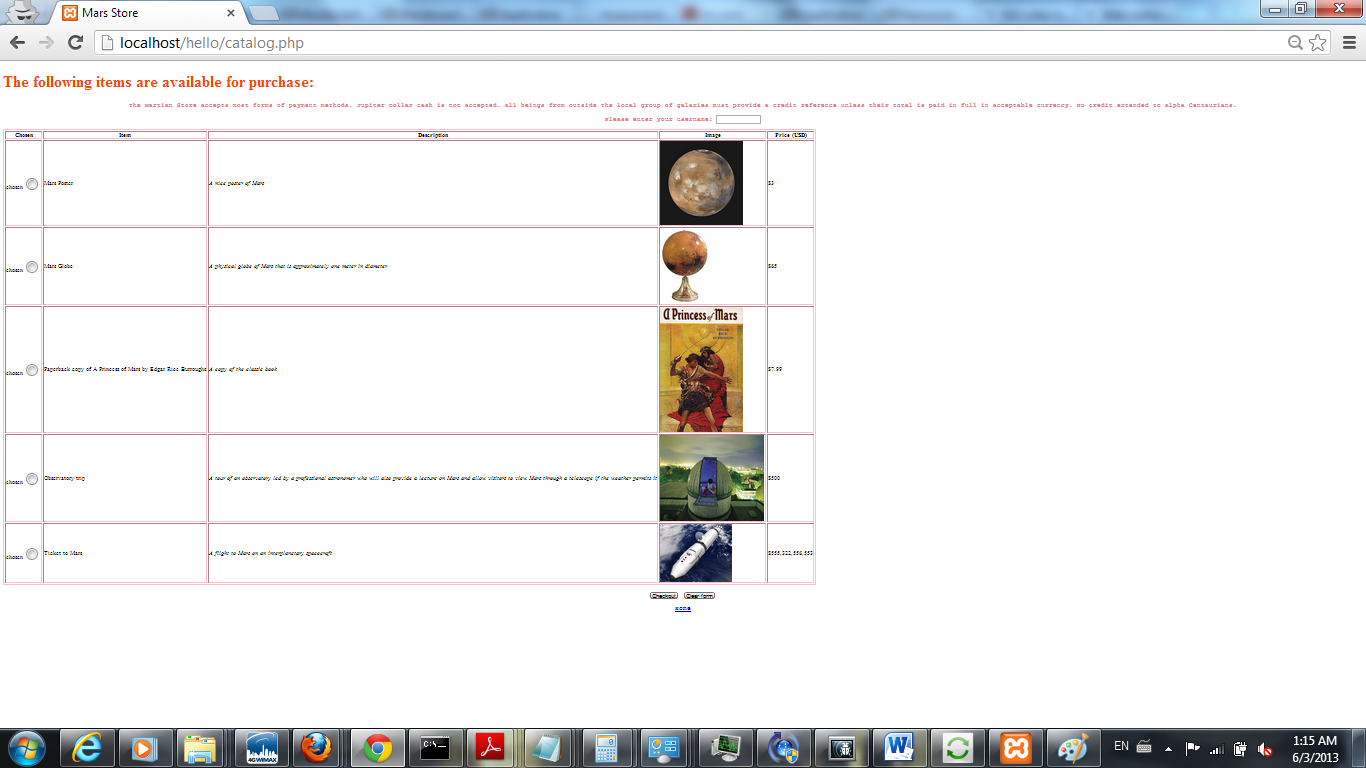 Mars Store
localhost/hello/catalog.php
The following items are available for purchase:
The Martian Store accepts most forms of payment methods. Jupiter dollar cash is not accepted. All beings from outside the local group of galaxies must provide a credit reference unless their total is paid in full in acceptable currency. No credit extended to Alpha Centaurians.
Please enter your username:
Chosen Item Description Image Price (USD)
chosen Mars Poster A nice poster of Mars $5
chosen Mars Globe A physical globe of Mars that is approximately one meter in diameter $65
A Princess of Mars
EDGAR RICE BURROUGHS
chosen Paperback copy of A Princess of Mars by Edgar Rice Burroughs A copy of the classic book $7.99
chosen Observatory trip A tour of an observatory led by a professional astronomer who will also provide a lecture on Mars and allow visitors to view Mars through a telescope if the weather permits it $500
chosen Ticket to Mars A flight to Mars on an interplanetary spacecraft
Checkout Clear form
Home
C:\
4GWIMAX
EN
1:15 AM
6/3/2013